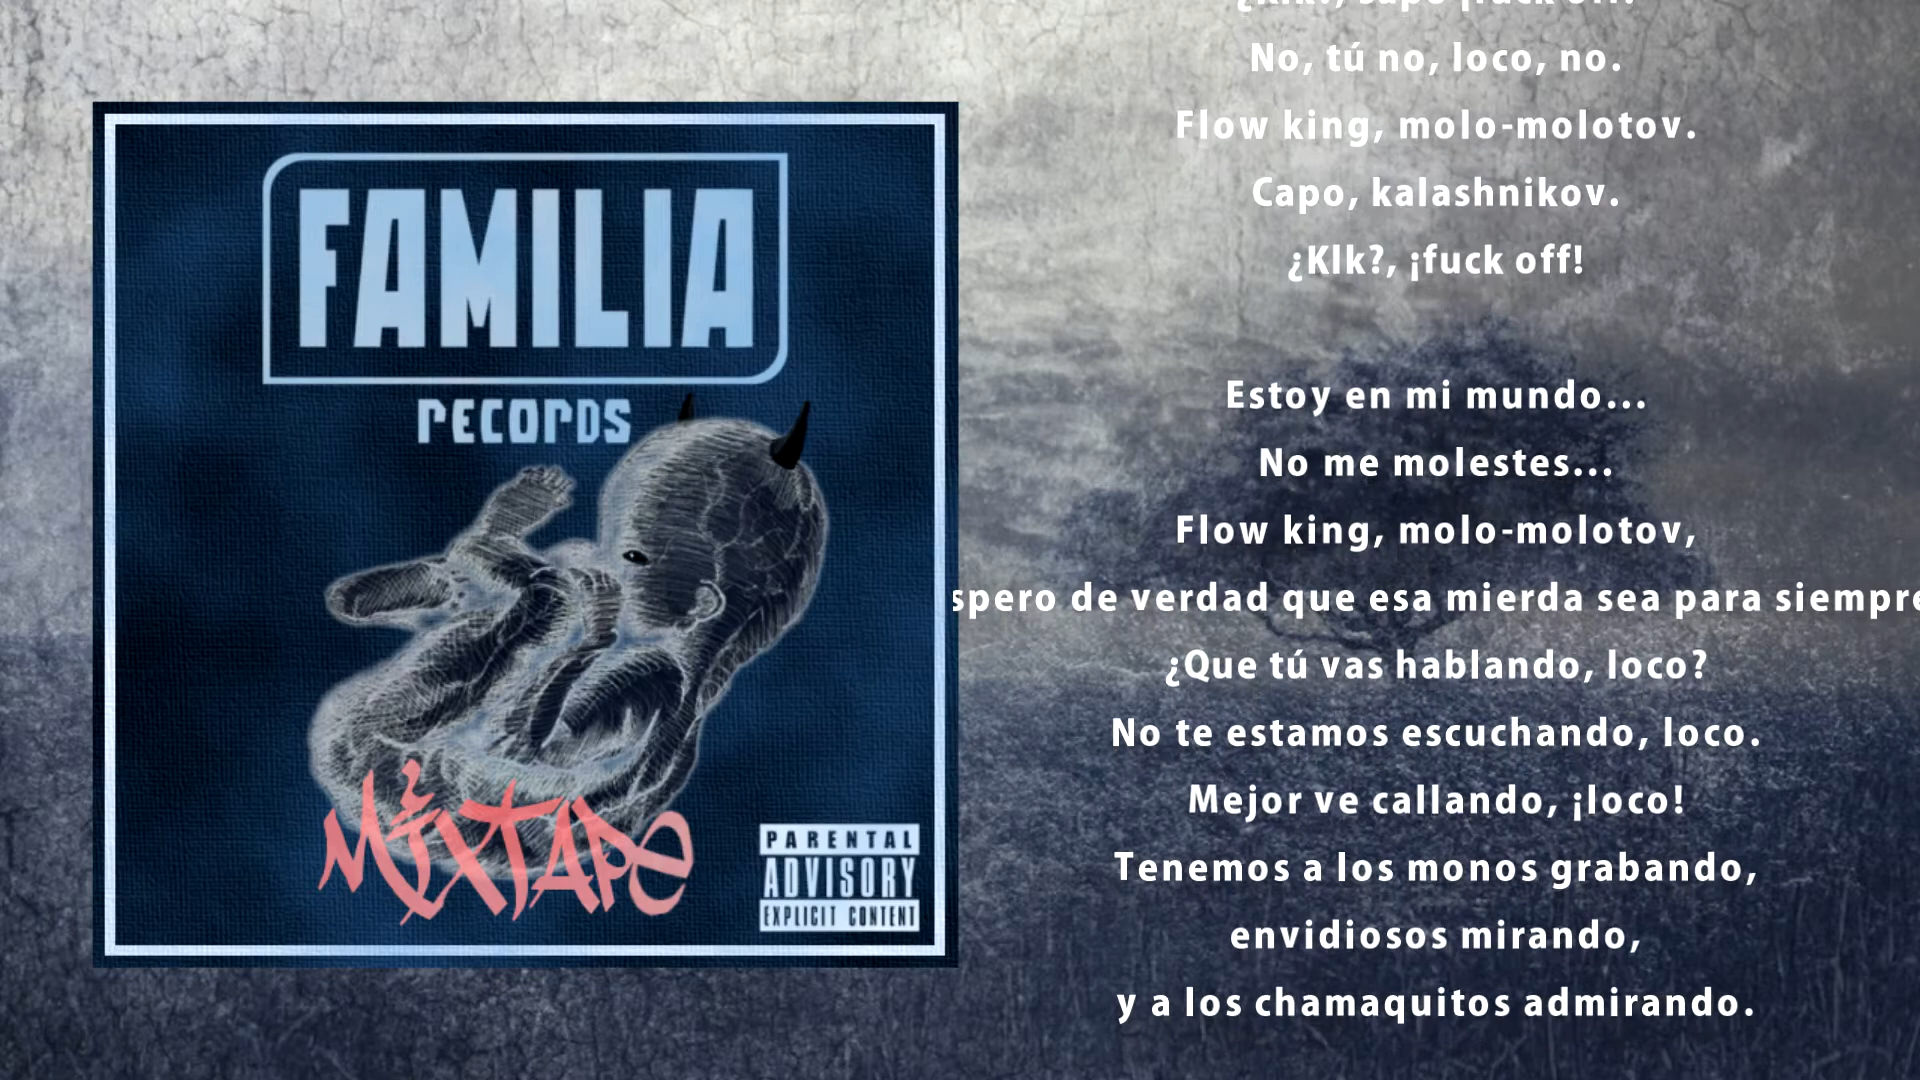 FAMILIA
RECORDS
MIXTAPE
PARENTAL
ADVISORY
EXPLICIT CONTENT
No, tú no, loco, no.
Flow king, molo-molotov.
Capo, kalashnikov.
¿Klk?, ¡fuck off!
Estoy en mi mundo...
No me molestes...
Flow king, molo-molotov,
de verdad que esa mierda sea para
¿Que tú vas hablando, loco?
No te estamos escuchando, loco.
Mejor ve callando, ¡loco!
Tenemos a los monos grabando,
envidiosos mirando,
y a los chamaquitos admirando.